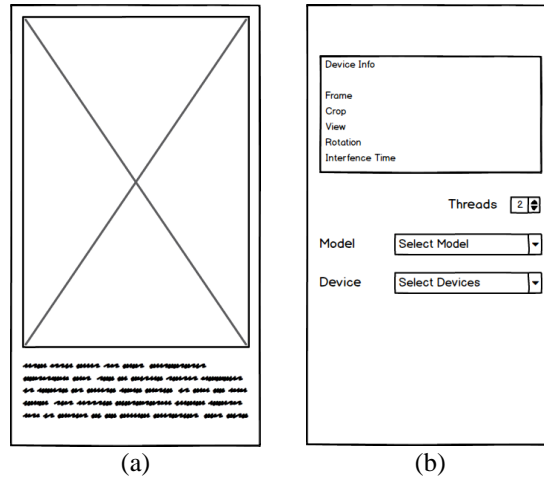 Device Info
Frame
Crop
View
Rotation
Interfence Time
Threads 2
Model Select Model
Device Select Devices
(a) (b)